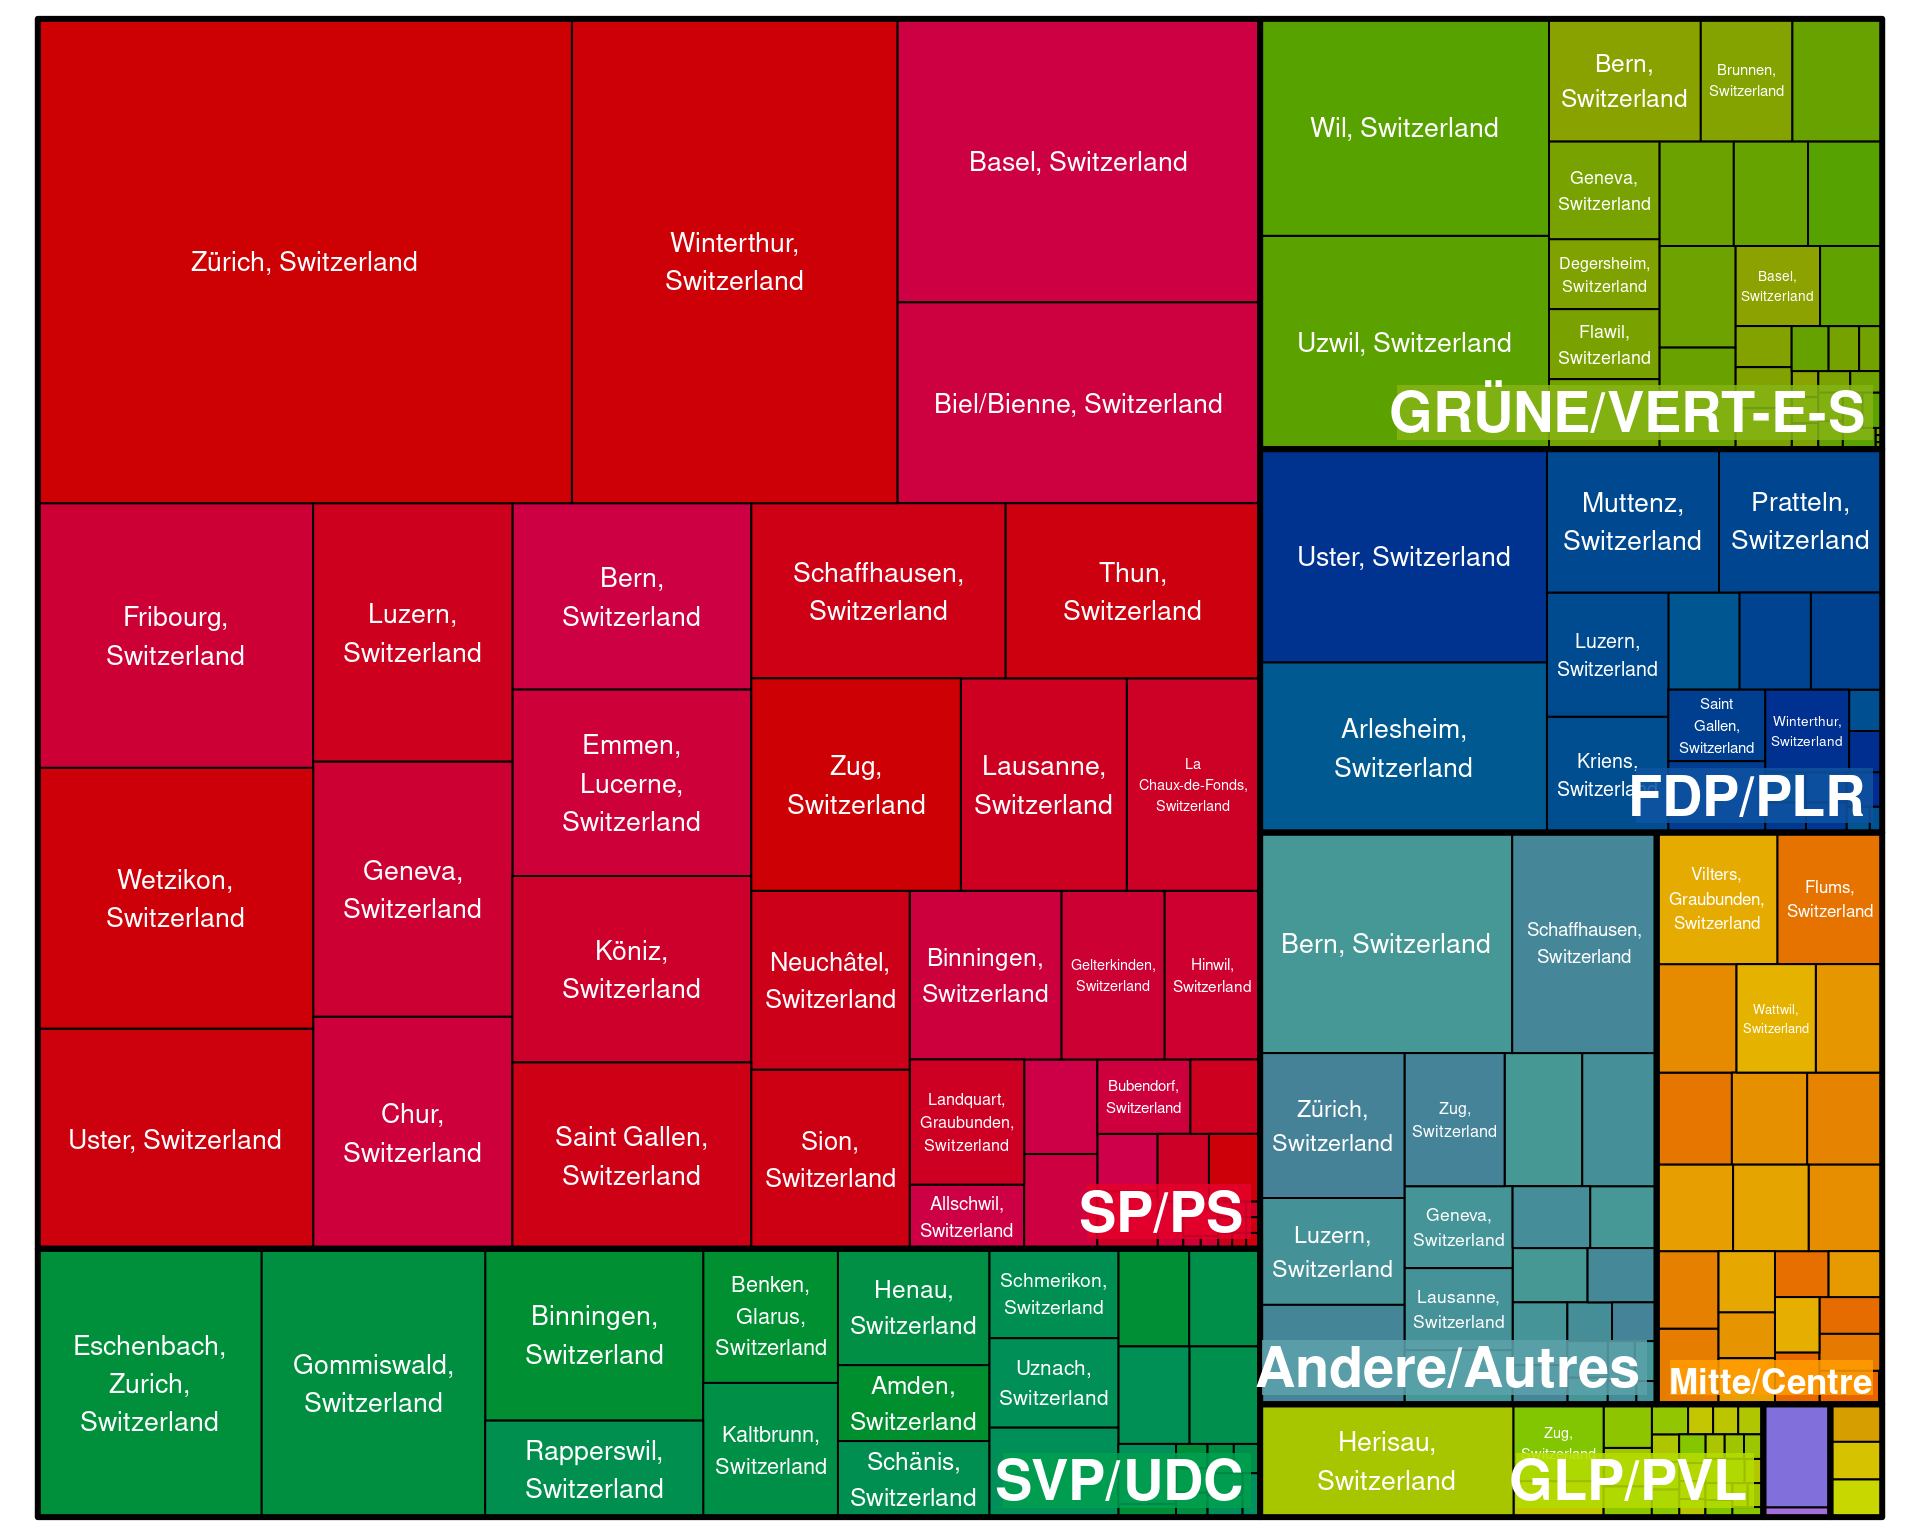 Zürich, Switzerland
Winterthur,
Switzerland
Basel, Switzerland
Biel/Bienne, Switzerland
Fribourg,
Switzerland
Luzern,
Switzerland
Bern,
Switzerland
Schaffhausen,
Switzerland
Thun,
Switzerland
Emmen,
Lucerne,
Switzerland
Zug,
Switzerland
Lausanne,
Switzerland
La
Chaux-de-Fonds,
Switzerland
Wetzikon,
Switzerland
Geneva,
Switzerland
Köniz,
Switzerland
Neuchâtel,
Switzerland
Binningen,
Switzerland
Gelterkinden,
Switzerland
Hinwil,
Switzerland
Uster, Switzerland
Chur,
Switzerland
Saint Gallen,
Switzerland
Sion,
Switzerland
Landquart,
Graubunden,
Switzerland
Bubendorf,
Switzerland
Allschwil,
Switzerland
SP/PS
Eschenbach,
Zurich,
Switzerland
Gommiswald,
Switzerland
Binningen,
Switzerland
Rapperswil,
Switzerland
Benken,
Glarus,
Switzerland
Kaltbrunn,
Switzerland
Henau,
Switzerland
Amden,
Switzerland
Schänis,
Switzerland
Schmerikon,
Switzerland
Uznach,
Switzerland
SVP/UDC
Wil, Switzerland
Uzwil, Switzerland
Bern,
Switzerland
Brunnen,
Switzerland
Geneva,
Switzerland
Degersheim,
Switzerland
Flawil,
Switzerland
Basel,
Switzerland
GRÜNE/VERT-E-S
Uster, Switzerland
Arlesheim,
Switzerland
Muttenz,
Switzerland
Pratteln,
Switzerland
Luzern,
Switzerland
Kriens,
Switzerland
Saint
Gallen,
Switzerland
Winterthur,
Switzerland
FDP/PLR
Bern, Switzerland
Schaffhausen,
Switzerland
Zürich,
Switzerland
Zug,
Switzerland
Luzern,
Switzerland
Geneva,
Switzerland
Lausanne,
Switzerland
Andere/Autres
Vilters,
Graubunden,
Switzerland
Flums,
Switzerland
Wattwil,
Switzerland
Mitte/Centre
Herisau,
Switzerland
Zug,
Switzerland
GLP/PVL